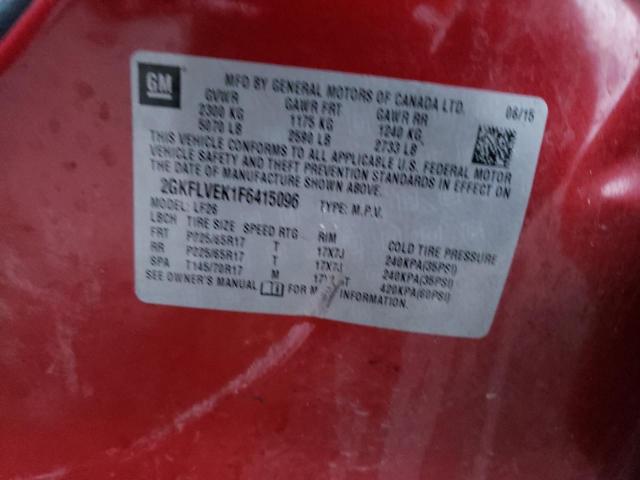 GM
MFD BY GENERAL MOTORS OF CANADA LTD.
08/15
GVWR GAWR FRT GAWR RR
2300 KG 1175 KG 1240 KG
5070 LB 2590 LB 2733 LB
THIS VEHICLE CONFORMS TO ALL APPLICABLE U.S. FEDERAL MOTOR
VEHICLE SAFETY AND THEFT PREVENTION STANDARDS IN EFFECT ON
THE DATE OF MANUFACTURE SHOWN ABOVE.
2GKFLVEK1F6415096 TYPE: M.P.V.
MODEL: LF26
LBCH TIRE SIZE SPEED RTG RIM COLD TIRE PRESSURE
FRT P225/65R17 T 17X7J 240KPA(35PSI)
RR P225/65R17 T 17X7J 240KPA(35PSI)
SPA T145/70R17 M 420KPA(60PSI)
SEE OWNER'S MANUAL FOR INFORMATION.